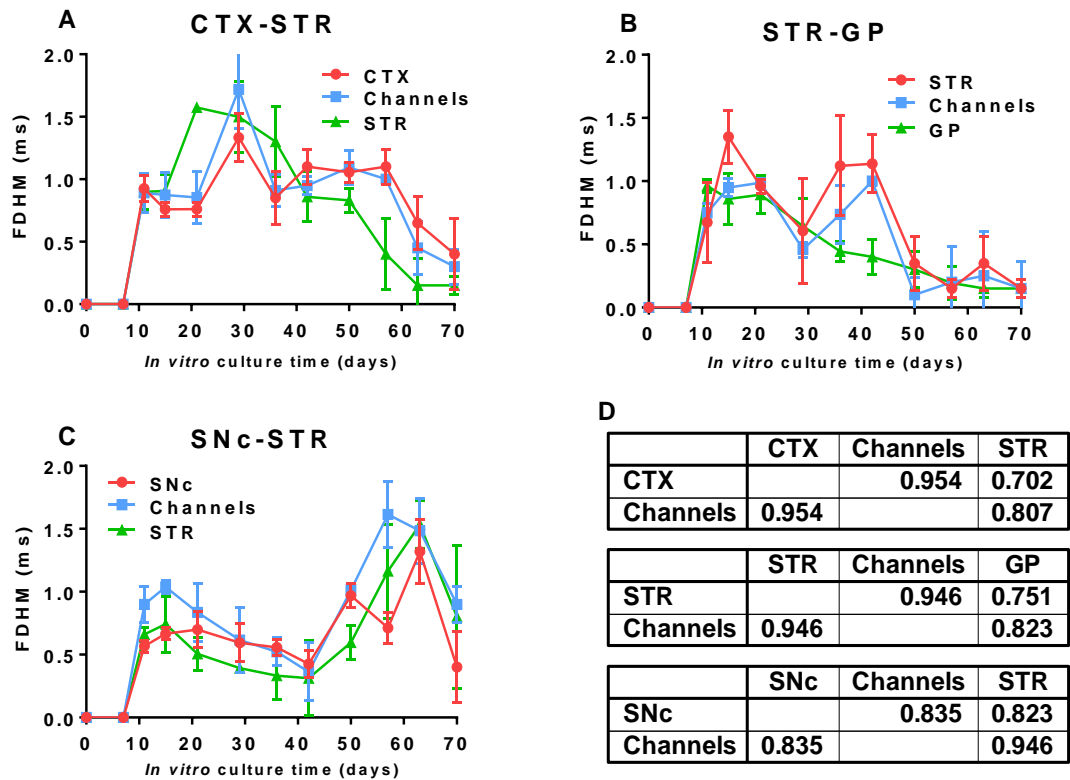 A
CTX-STR
FDHM (ms)
2.0
1.5
1.0
0.5
0.0
CTX
Channels
STR
0 10 20 30 40 50 60 70
In vitro culture time (days)
B
STR-GP
FDHM (ms)
2.0
1.5
1.0
0.5
0.0
STR
Channels
GP
0 10 20 30 40 50 60 70
In vitro culture time (days)
C
SNc-STR
FDHM (ms)
2.0
1.5
1.0
0.5
0.0
SNc
Channels
STR
0 10 20 30 40 50 60 70
In vitro culture time (days)
D
CTX Channels STR
CTX 0.954 0.702
Channels 0.954 0.807
STR Channels GP
STR 0.946 0.751
Channels 0.946 0.823
SNc Channels STR
SNc 0.835 0.823
Channels 0.835 0.946